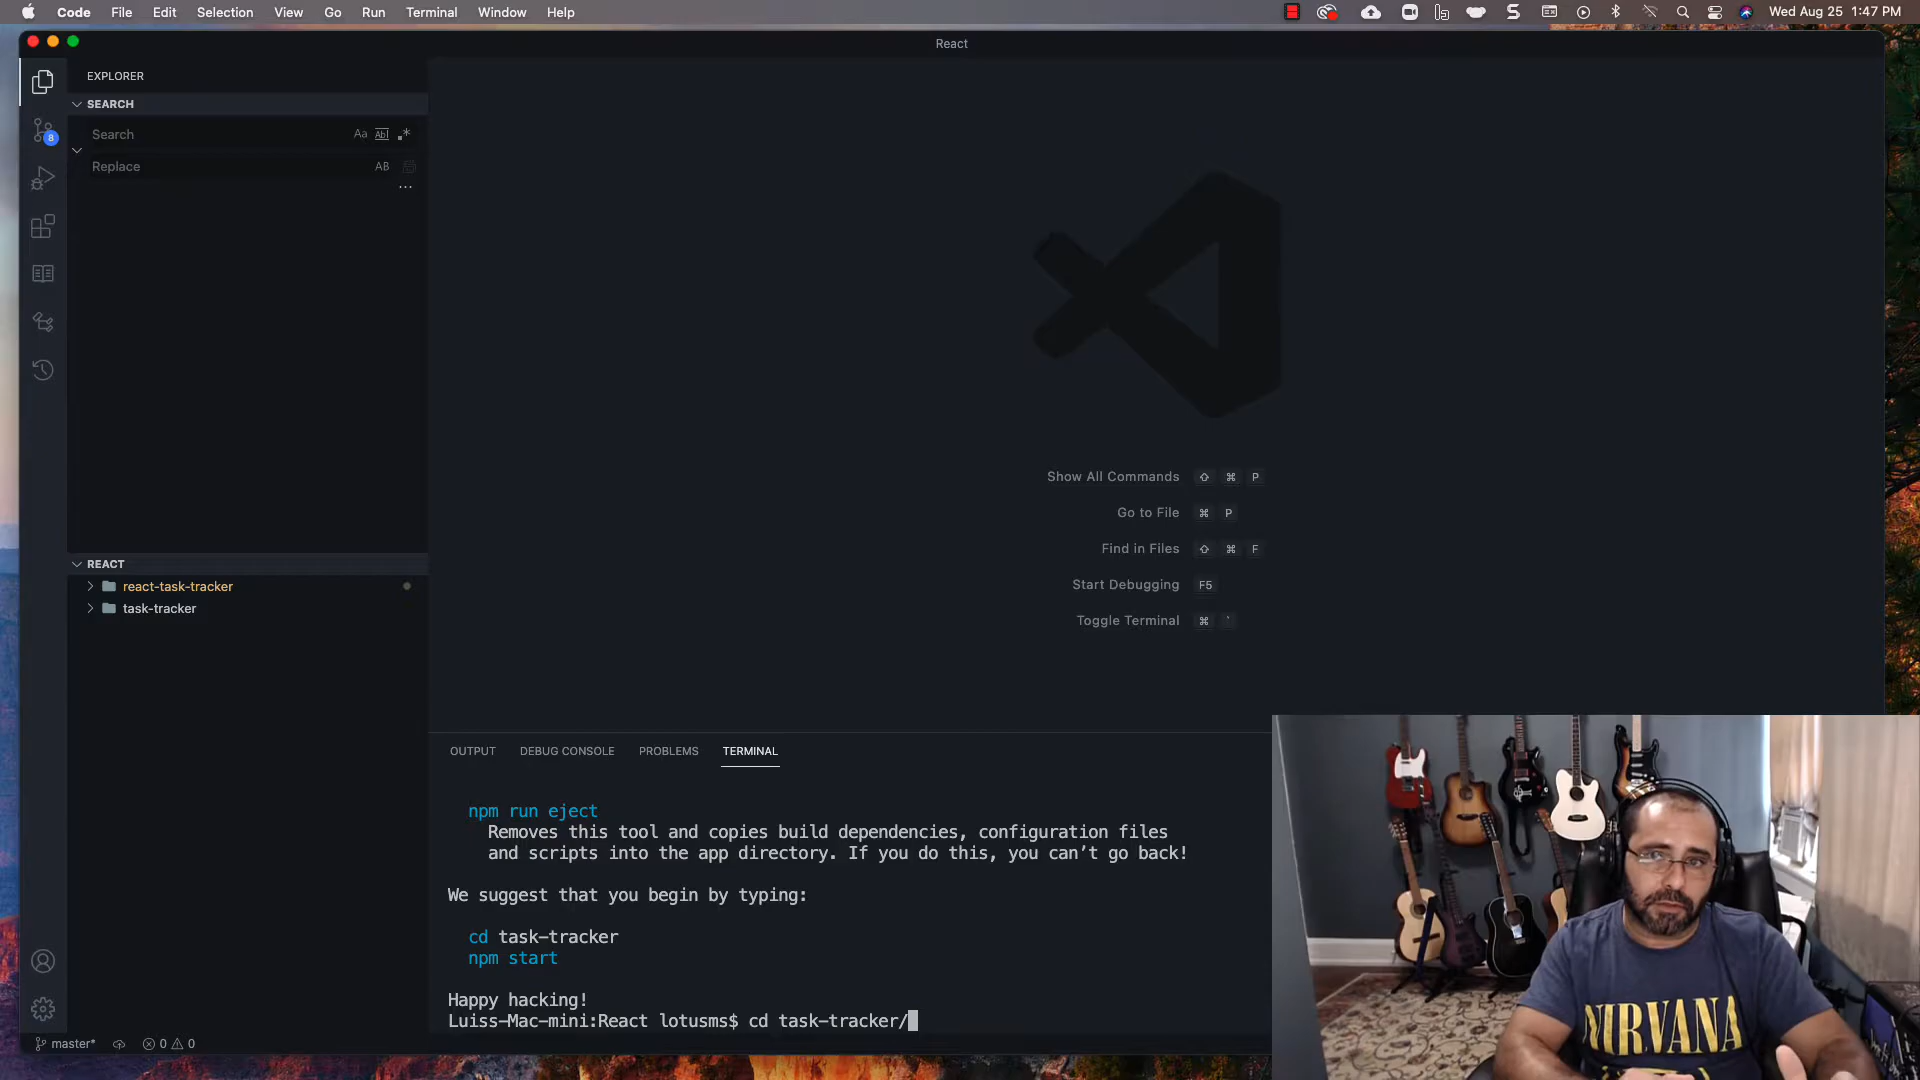 Code File Edit Selection View Go Run Terminal Window Help
Wed Aug 25 1:47 PM
React
EXPLORER
SEARCH
Search Aa Abl .*
Replace AB
...
8
Show All Commands ⇧ ⌘ P
Go to File ⌘ P
Find in Files ⇧ ⌘ F
Start Debugging F5
Toggle Terminal ⌘ `
REACT
react-task-tracker
task-tracker
OUTPUT DEBUG CONSOLE PROBLEMS TERMINAL
npm run eject
Removes this tool and copies build dependencies, configuration files
and scripts into the app directory. If you do this, you can’t go back!
We suggest that you begin by typing:
cd task-tracker
npm start
Happy hacking!
Luiss-Mac-mini:React lotusms$ cd task-tracker/
master* 0 0
NIRVANA